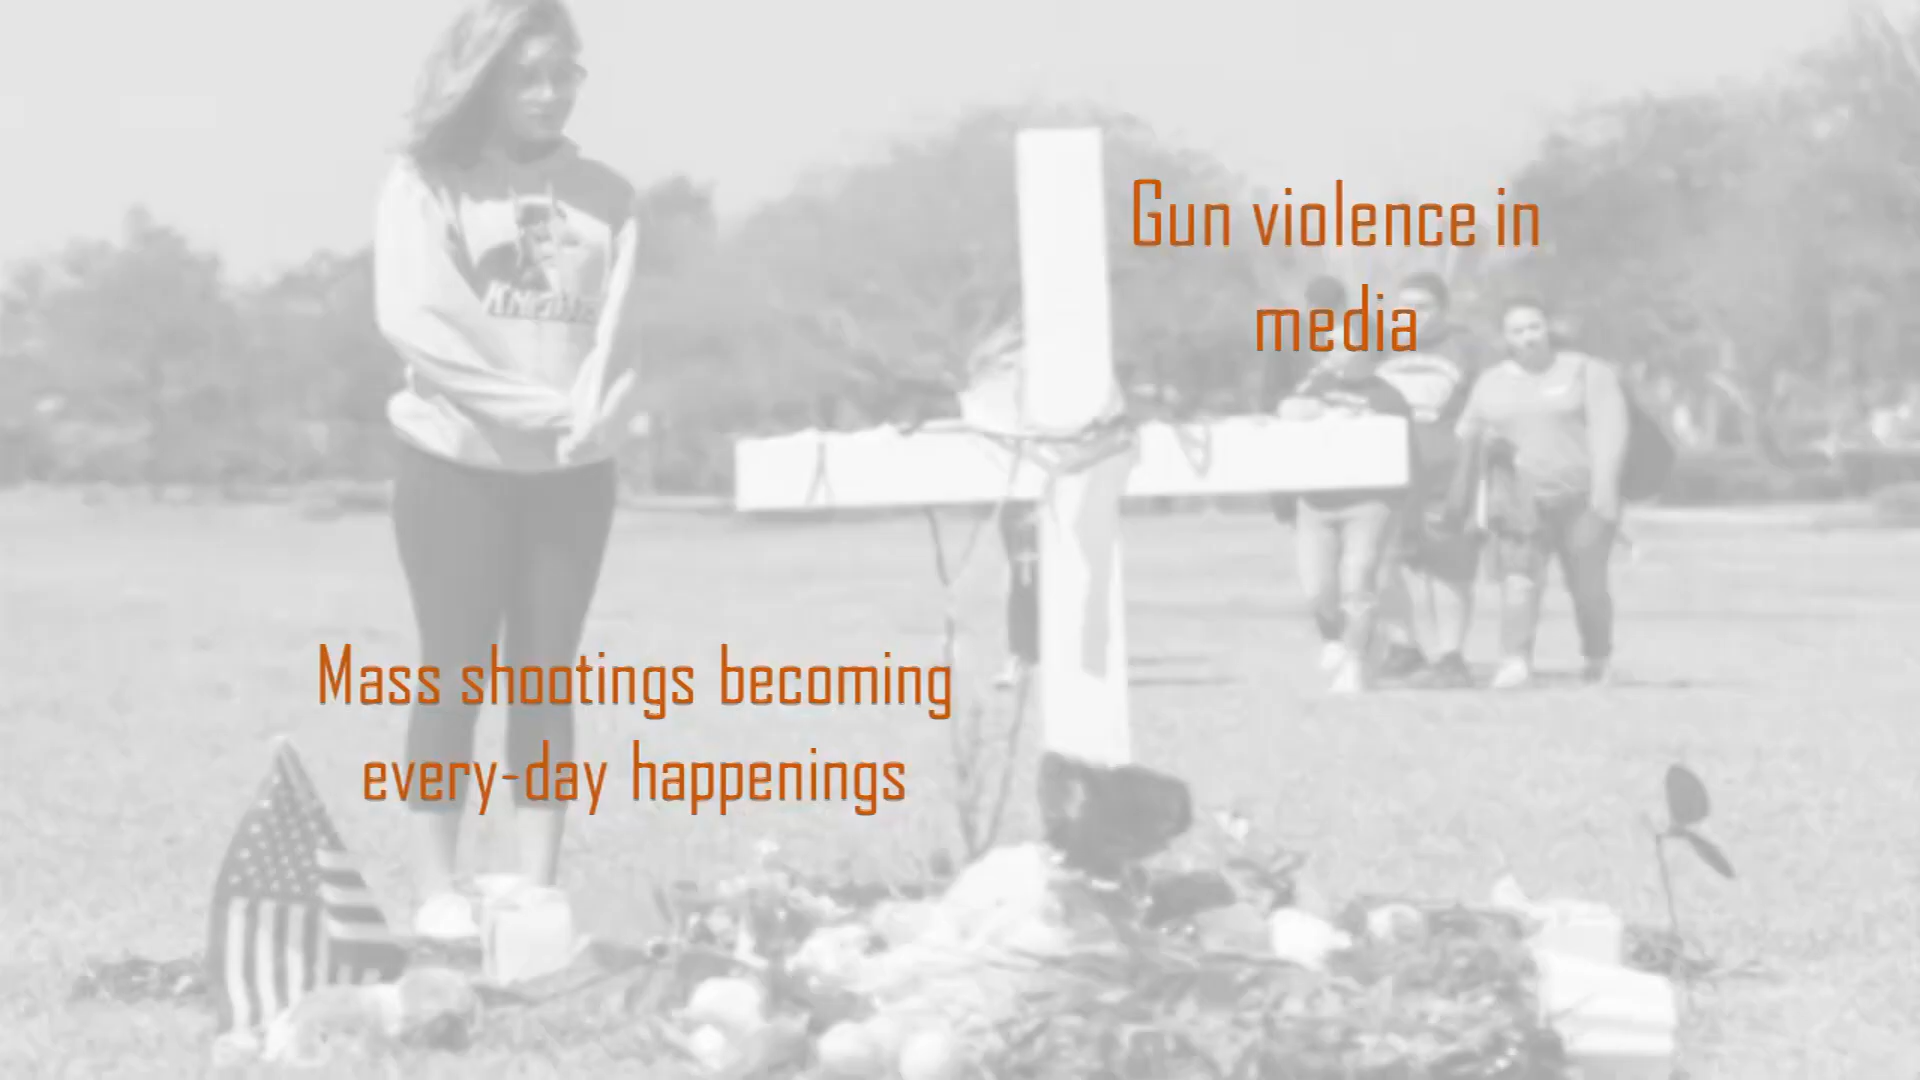 Gun violence in
media
Mass shootings becoming
every-day happenings